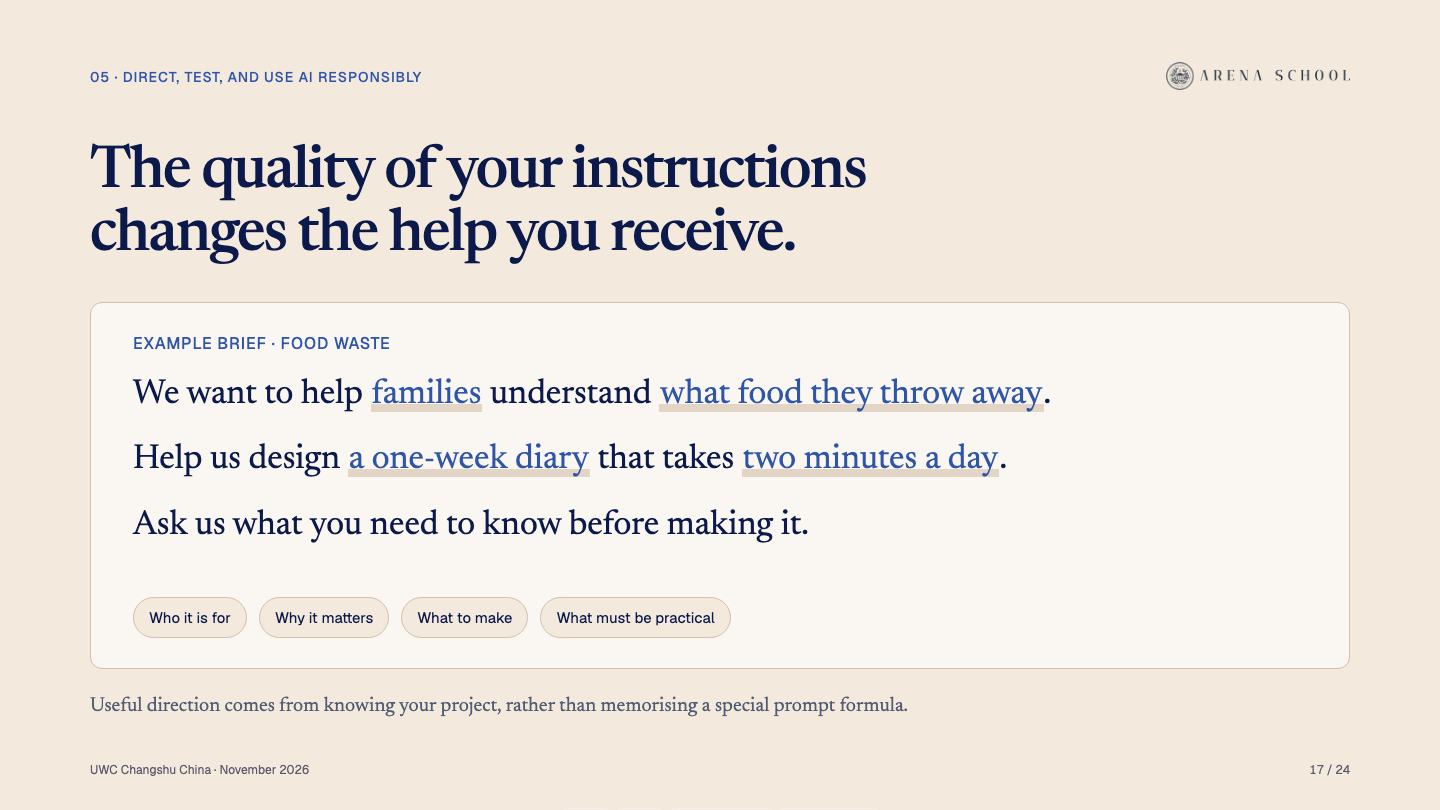 05 · DIRECT, TEST, AND USE AI RESPONSIBLY
ARENA SCHOOL
The quality of your instructions
changes the help you receive.
EXAMPLE BRIEF · FOOD WASTE
We want to help families understand what food they throw away.
Help us design a one-week diary that takes two minutes a day.
Ask us what you need to know before making it.
Who it is for
Why it matters
What to make
What must be practical
Useful direction comes from knowing your project, rather than memorising a special prompt formula.
UWC Changshu China · November 2026
17 / 24